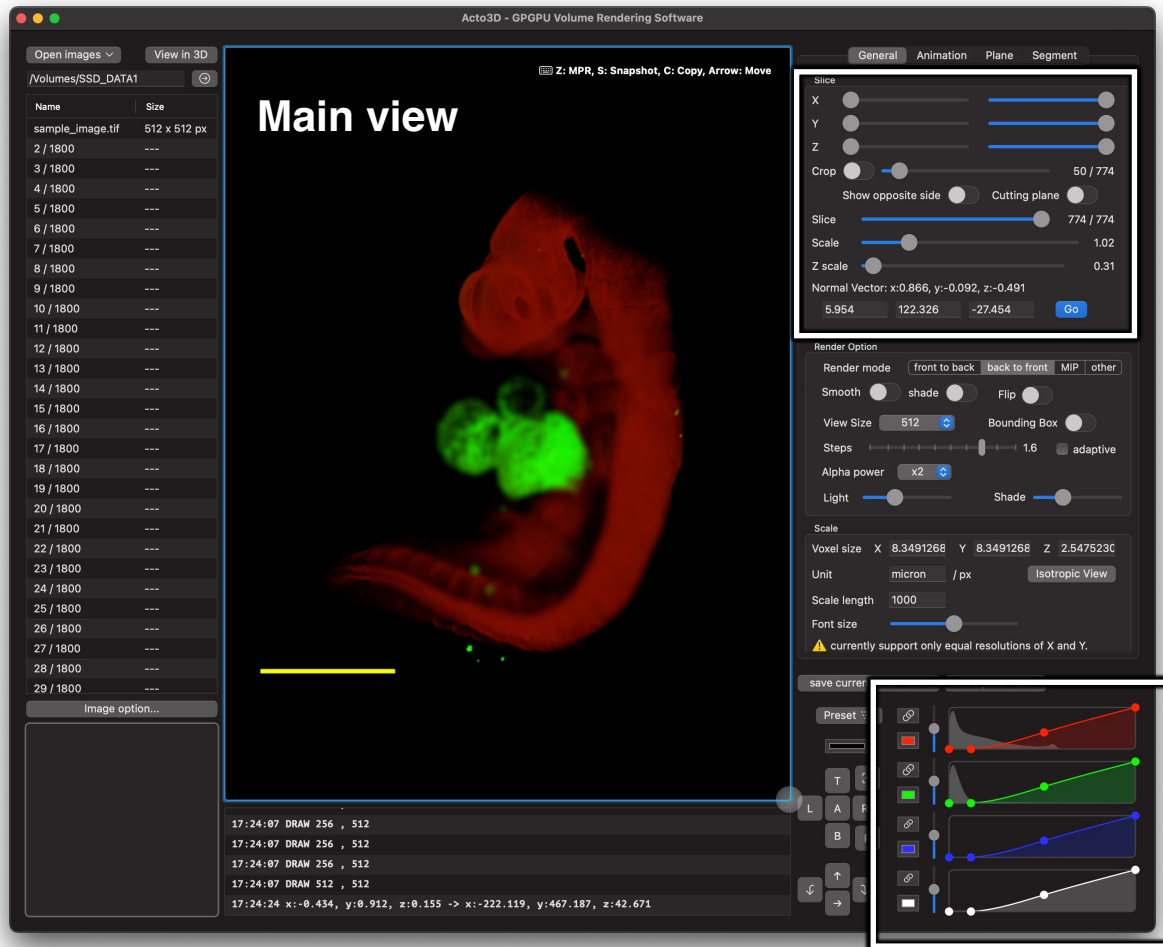 Acto3D - GPGPU Volume Rendering Software
Open images
View in 3D
/Volumes/SSD_DATA1
Name Size
sample_image.tif 512 x 512 px
2 / 1800 ---
3 / 1800 ---
4 / 1800 ---
5 / 1800 ---
6 / 1800 ---
7 / 1800 ---
8 / 1800 ---
9 / 1800 ---
10 / 1800 ---
11 / 1800 ---
12 / 1800 ---
13 / 1800 ---
14 / 1800 ---
15 / 1800 ---
16 / 1800 ---
17 / 1800 ---
18 / 1800 ---
19 / 1800 ---
20 / 1800 ---
21 / 1800 ---
22 / 1800 ---
23 / 1800 ---
24 / 1800 ---
25 / 1800 ---
26 / 1800 ---
27 / 1800 ---
28 / 1800 ---
29 / 1800 ---
Image option...
Z: MPR, S: Snapshot, C: Copy, Arrow: Move
Main view
17:24:07 DRAW 256 , 512
17:24:07 DRAW 256 , 512
17:24:07 DRAW 256 , 512
17:24:07 DRAW 512 , 512
17:24:24 x:-0.434, y:0.912, z:0.155 -> x:-222.119, y:467.187, z:42.671
General Animation Plane Segment
Slice
X
Y
Z
Crop 50 / 774
Show opposite side Cutting plane
Slice 774 / 774
Scale 1.02
Z scale 0.31
Normal Vector: x:0.866, y:-0.092, z:-0.491
5.954 122.326 -27.454 Go
Render Option
Render mode front to back back to front MIP other
Smooth shade Flip
View Size 512 Bounding Box
Steps 1.6 adaptive
Alpha power x2
Light Shade
Scale
Voxel size X 8.3491268 Y 8.3491268 Z 2.5475230
Unit micron / px Isotropic View
Scale length 1000
Font size
currently support only equal resolutions of X and Y.
save curre
Preset
T
L A
B